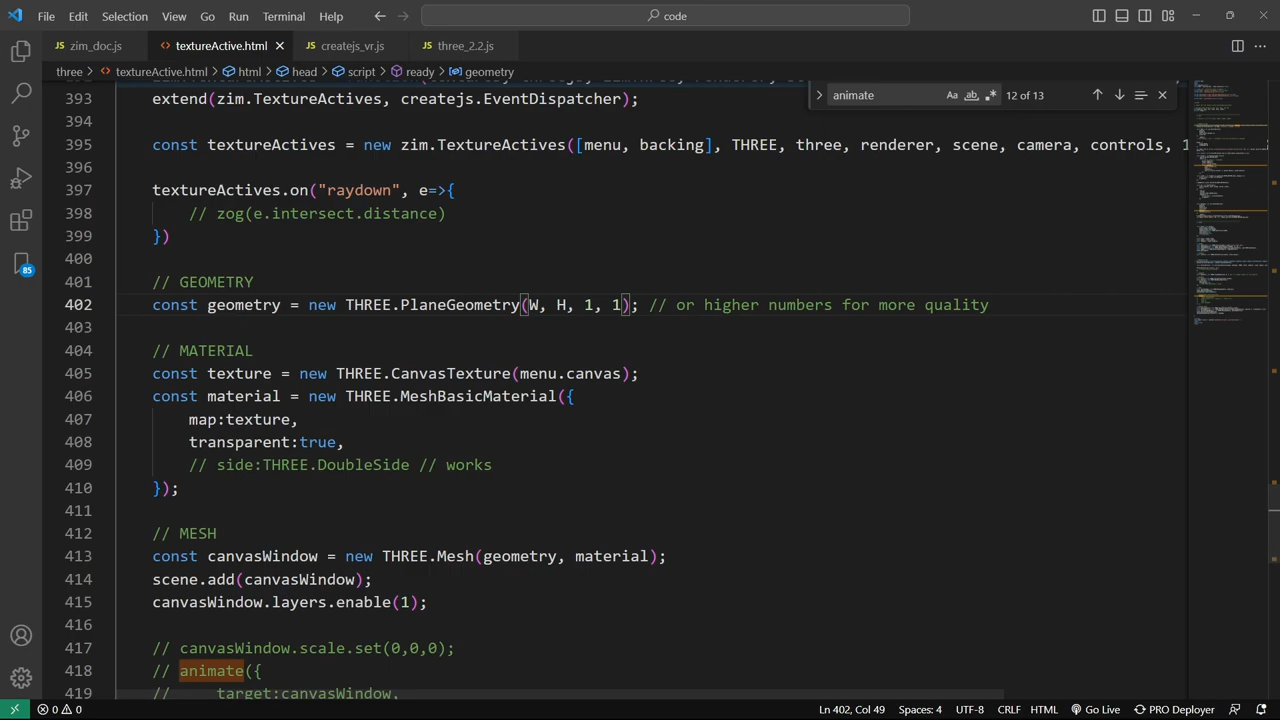 File Edit Selection View Go Run Terminal Help
code
zim_doc.js
textureActive.html
createjs_vr.js
three_2.2.js
three > textureActive.html > html > head > script > ready > geometry
animate
ab
12 of 13
393 extend(zim.TextureActives, createjs.EventDispatcher);
394
395 const textureActives = new zim.TextureActives([menu, backing], THREE, three, renderer, scene, camera, controls, 1
396
397 textureActives.on("raydown", e=>{
398 // zog(e.intersect.distance)
399 })
400
401 // GEOMETRY
402 const geometry = new THREE.PlaneGeometry(W, H, 1, 1); // or higher numbers for more quaity
403
404 // MATERIAL
405 const texture = new THREE.CanvasTexture(menu.canvas);
406 const material = new THREE.MeshBasicMaterial({
407 map:texture,
408 transparent:true,
409 // side:THREE.DoubleSide // works
410 });
411
412 // MESH
413 const canvasWindow = new THREE.Mesh(geometry, material);
414 scene.add(canvasWindow);
415 canvasWindow.layers.enable(1);
416
417 // canvasWindow.scale.set(0,0,0);
418 // animate({
419 // target:canvasWindow,
85
0 0 Ln 402, Col 49 Spaces: 4 UTF-8 CRLF HTML Go Live PRO Deployer